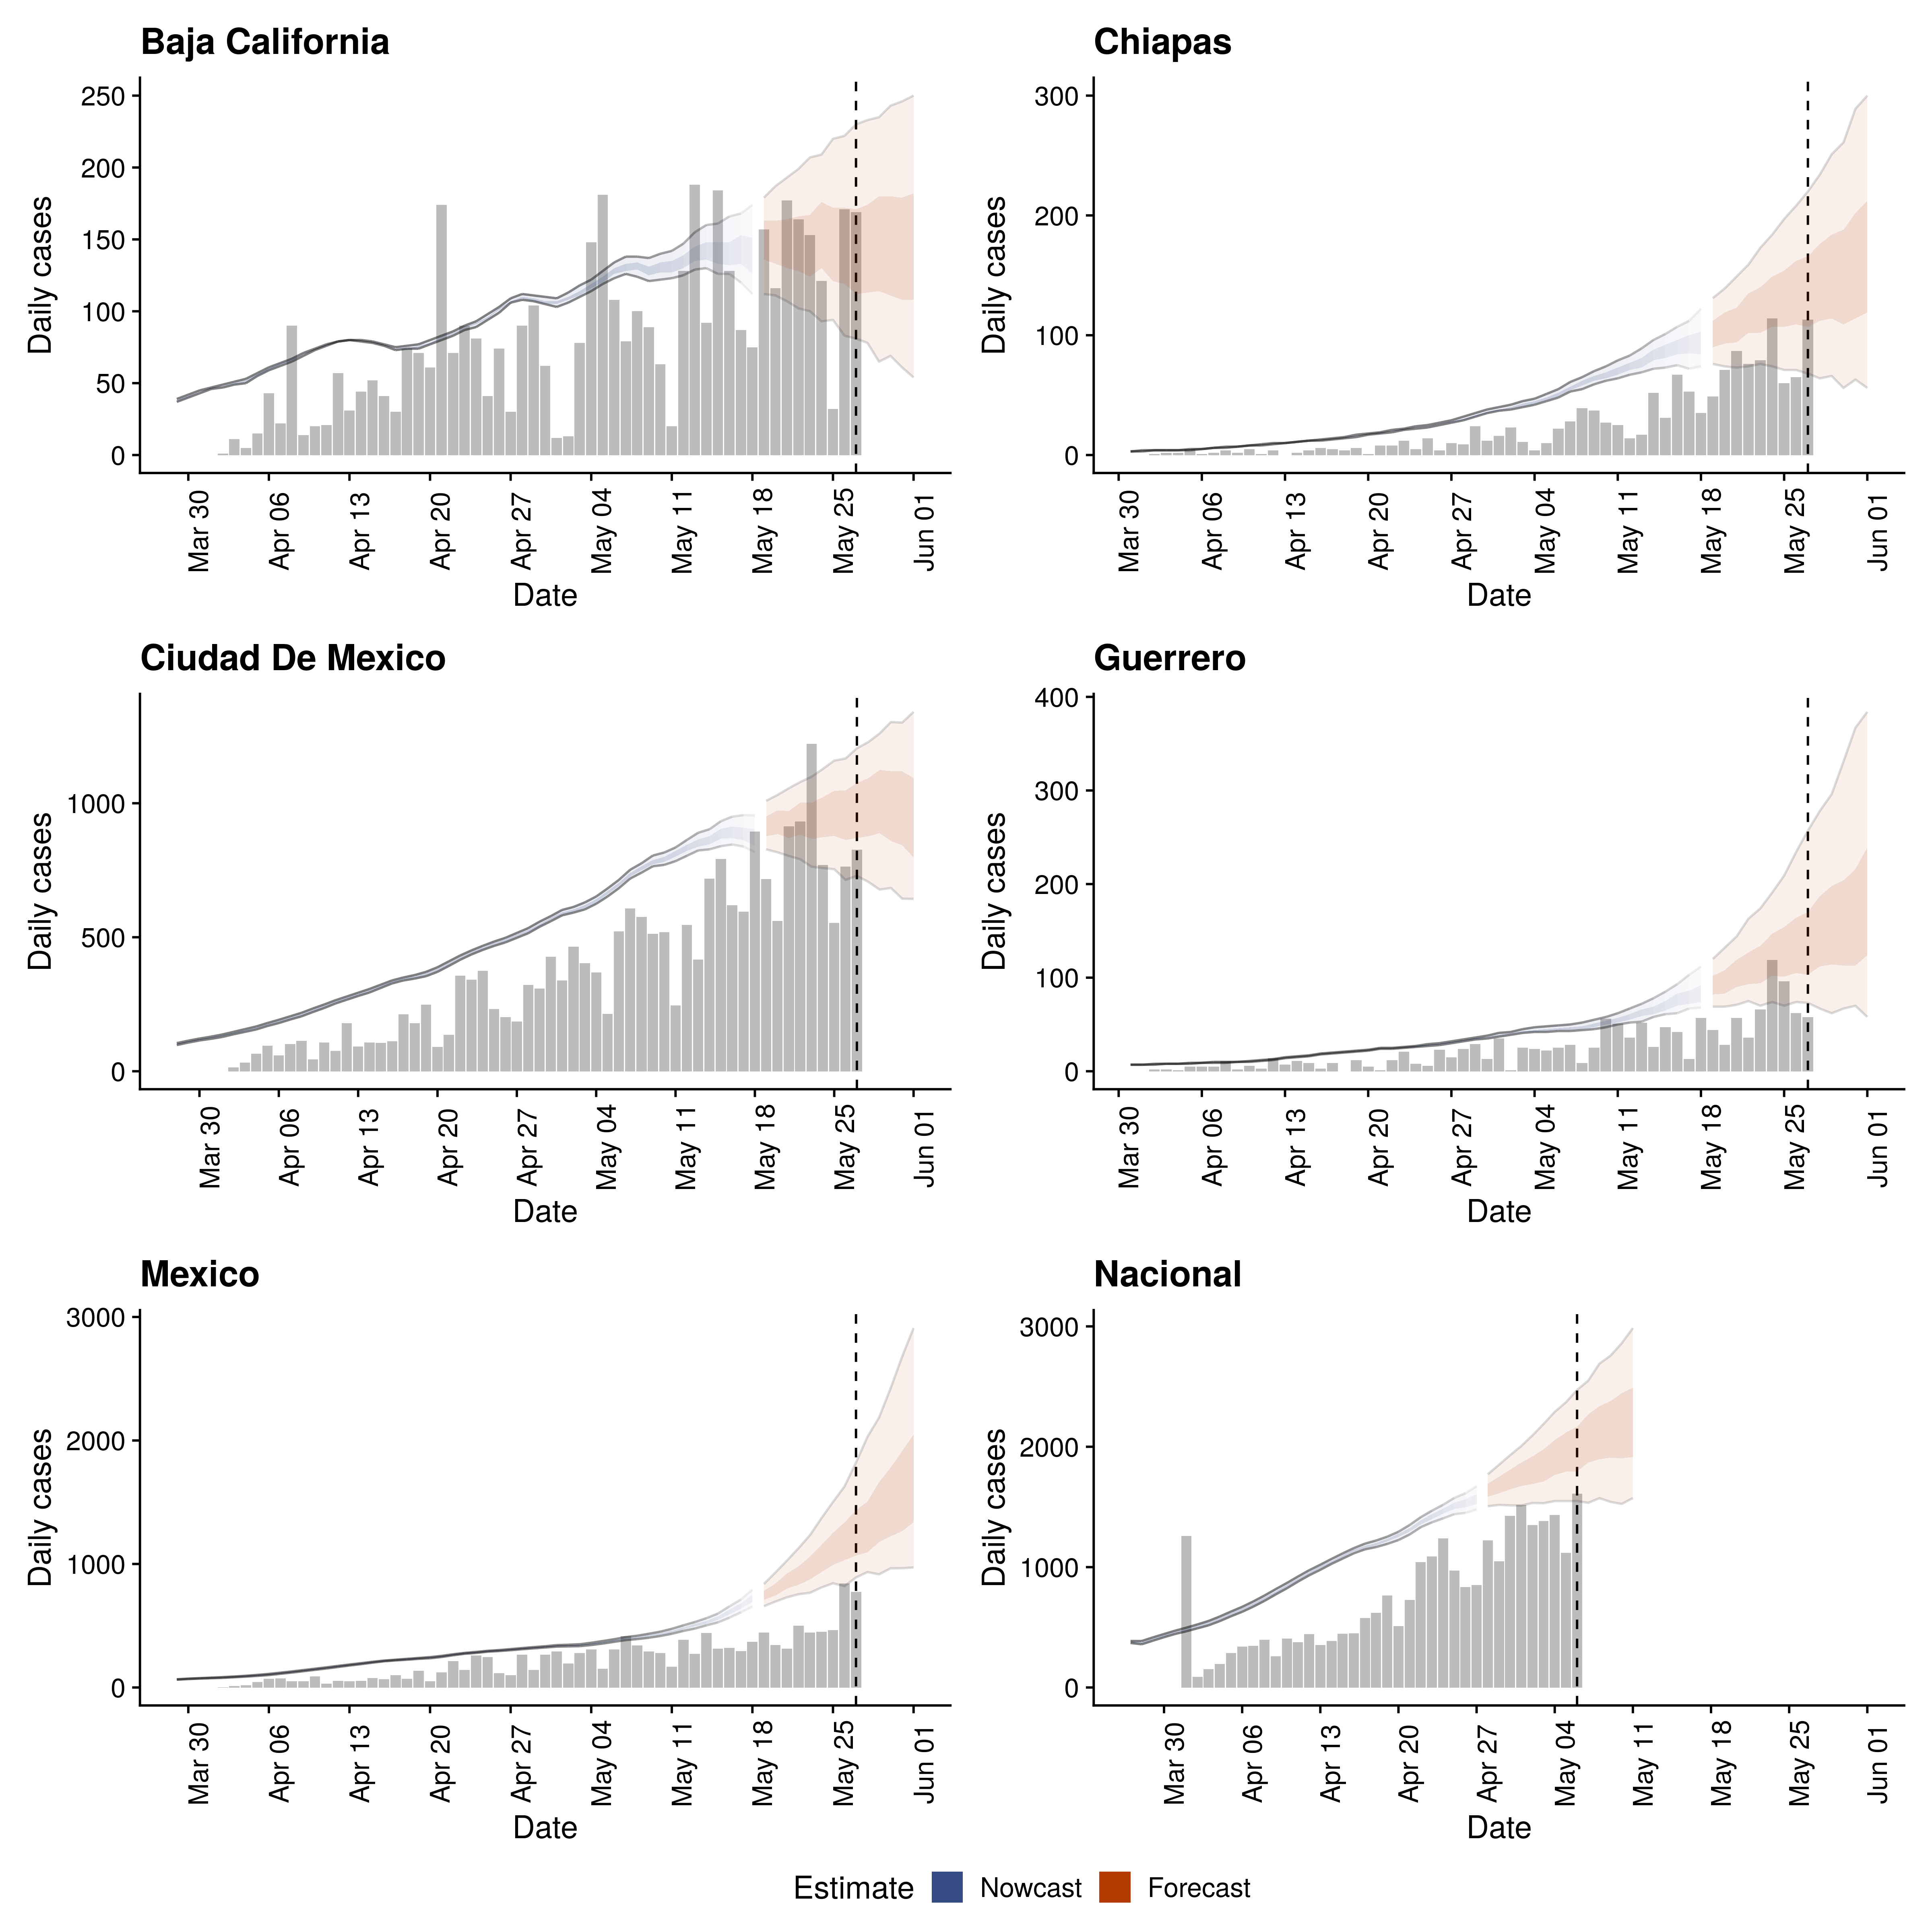 Baja California
Daily cases
250
200
150
100
50
0
Mar 30
Apr 06
Apr 13
Apr 20
Apr 27
May 04
May 11
May 18
May 25
Jun 01
Date
Chiapas
Daily cases
300
200
100
0
Mar 30
Apr 06
Apr 13
Apr 20
Apr 27
May 04
May 11
May 18
May 25
Jun 01
Date
Ciudad De Mexico
Daily cases
1000
500
0
Mar 30
Apr 06
Apr 13
Apr 20
Apr 27
May 04
May 11
May 18
May 25
Jun 01
Date
Guerrero
Daily cases
400
300
200
100
0
Mar 30
Apr 06
Apr 13
Apr 20
Apr 27
May 04
May 11
May 18
May 25
Jun 01
Date
Mexico
Daily cases
3000
2000
1000
0
Mar 30
Apr 06
Apr 13
Apr 20
Apr 27
May 04
May 11
May 18
May 25
Jun 01
Date
Nacional
Daily cases
3000
2000
1000
0
Mar 30
Apr 06
Apr 13
Apr 20
Apr 27
May 04
May 11
May 18
May 25
Jun 01
Date
Estimate Nowcast Forecast